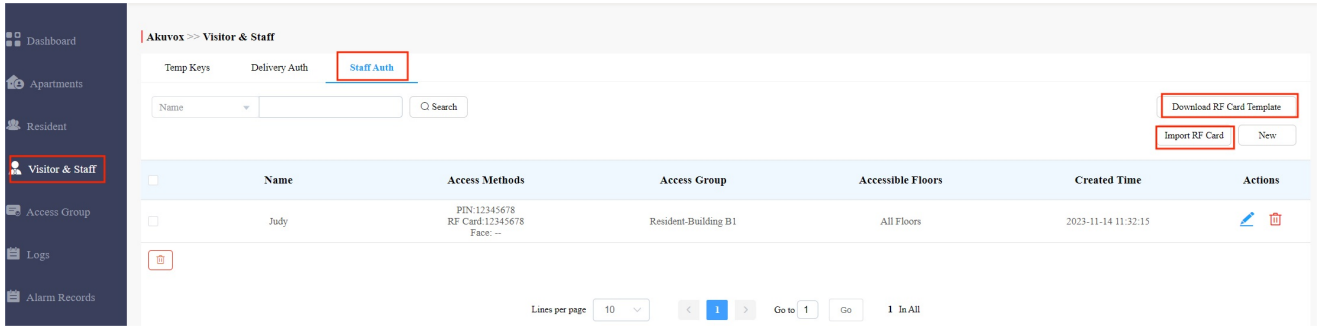 Dashboard
Apartments
Resident
Visitor & Staff
Access Group
Logs
Alarm Records
Akuvox >> Visitor & Staff
Temp Keys Delivery Auth Staff Auth
Name Search
Download RF Card Template
Import RF Card New
Name Access Methods Access Group Accessible Floors Created Time Actions
PIN:12345678
Judy RF Card:12345678 Resident-Building B1 All Floors 2023-11-14 11:32:15
Face: --
Lines per page 10 < 1 > Go to 1 Go 1 In All